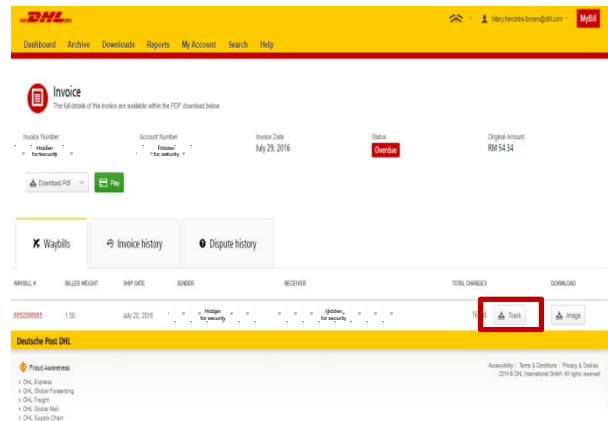 DHL
hilary.hendriks-brown@dhl.com
MyBill
Dashboard Archive Downloads Reports My Account Search Help
Invoice
The full details of this invoice are available within the PDF download below.
Invoice Number Account Number Invoice Date Status Original Amount
Hidden for security Hidden for security July 29, 2016 Overdue RM 54.34
Download Pdf Pay
Waybills Invoice history Dispute history
WAYBILL # BILLED WEIGHT SHIP DATE SENDER RECEIVER TOTAL CHARGES DOWNLOAD
1.50 July 20, 2016 Hidden for security Hidden for security Track Image
Deutsche Post DHL
Fraud Awareness
Accessibility | Terms & Conditions | Privacy & Cookies
2014 © DHL International GmbH. All rights reserved
DHL Express
DHL Global Forwarding
DHL Freight
DHL Global Mail
DHL Supply Chain